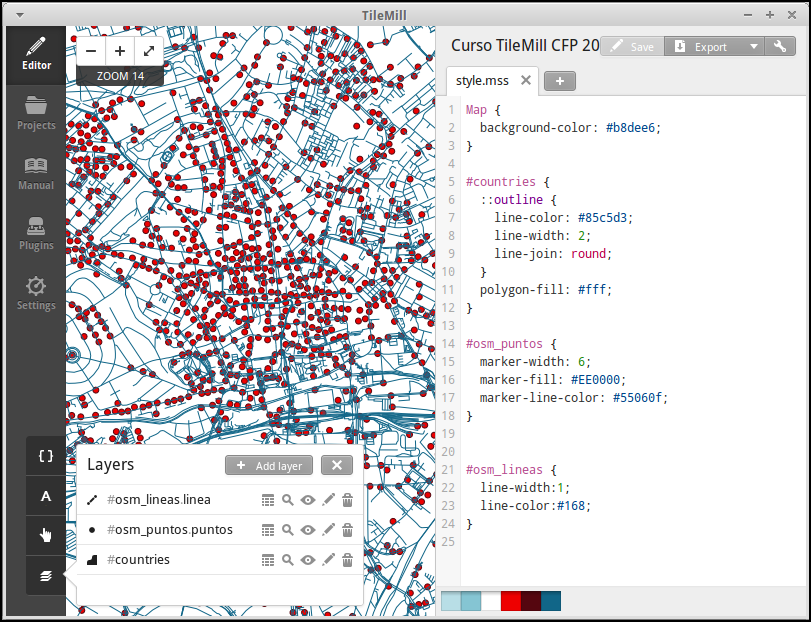 TileMill
Editor
Projects
Manual
Plugins
Settings
ZOOM 14
Curso TileMill CFP 20
Save
Export
style.mss
1 Map {
2 background-color: #b8dee6;
3 }
4
5 #countries {
6 ::outline {
7 line-color: #85c5d3;
8 line-width: 2;
9 line-join: round;
10 }
11 polygon-fill: #fff;
12 }
13
14 #osm_puntos {
15 marker-width: 6;
16 marker-fill: #EE0000;
17 marker-line-color: #55060f;
18 }
19
20
21 #osm_lineas {
22 line-width:1;
23 line-color:#168;
24 }
25
{}
A
Layers
+ Add layer
#osm_lineas.linea
#osm_puntos.puntos
#countries